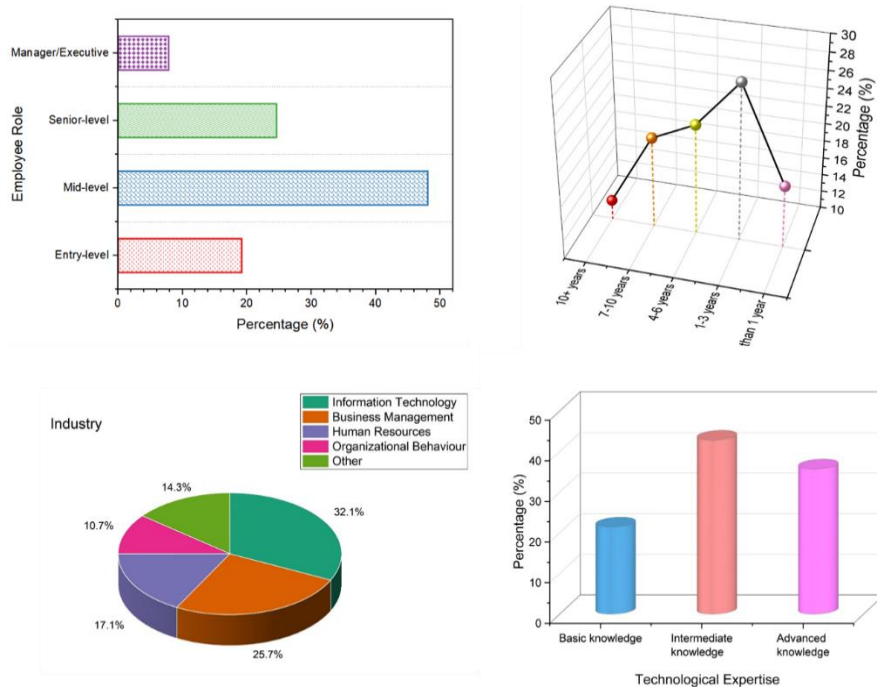 Manager/Executive
Senior-level
Mid-level
Entry-level
Employee Role
0 10 20 30 40 50
Percentage (%)
30
28
26
24
22
20
18
16
14
12
10
Percentage (%)
10+ years
7-10 years
4-6 years
1-3 years
than 1 year
Industry
Information Technology
Business Management
Human Resources
Organizational Behaviour
Other
14.3%
32.1%
10.7%
17.1%
25.7%
50
40
30
20
10
0
Percentage (%)
Basic knowledge
Intermediate
knowledge
Advanced
knowledge
Technological Expertise